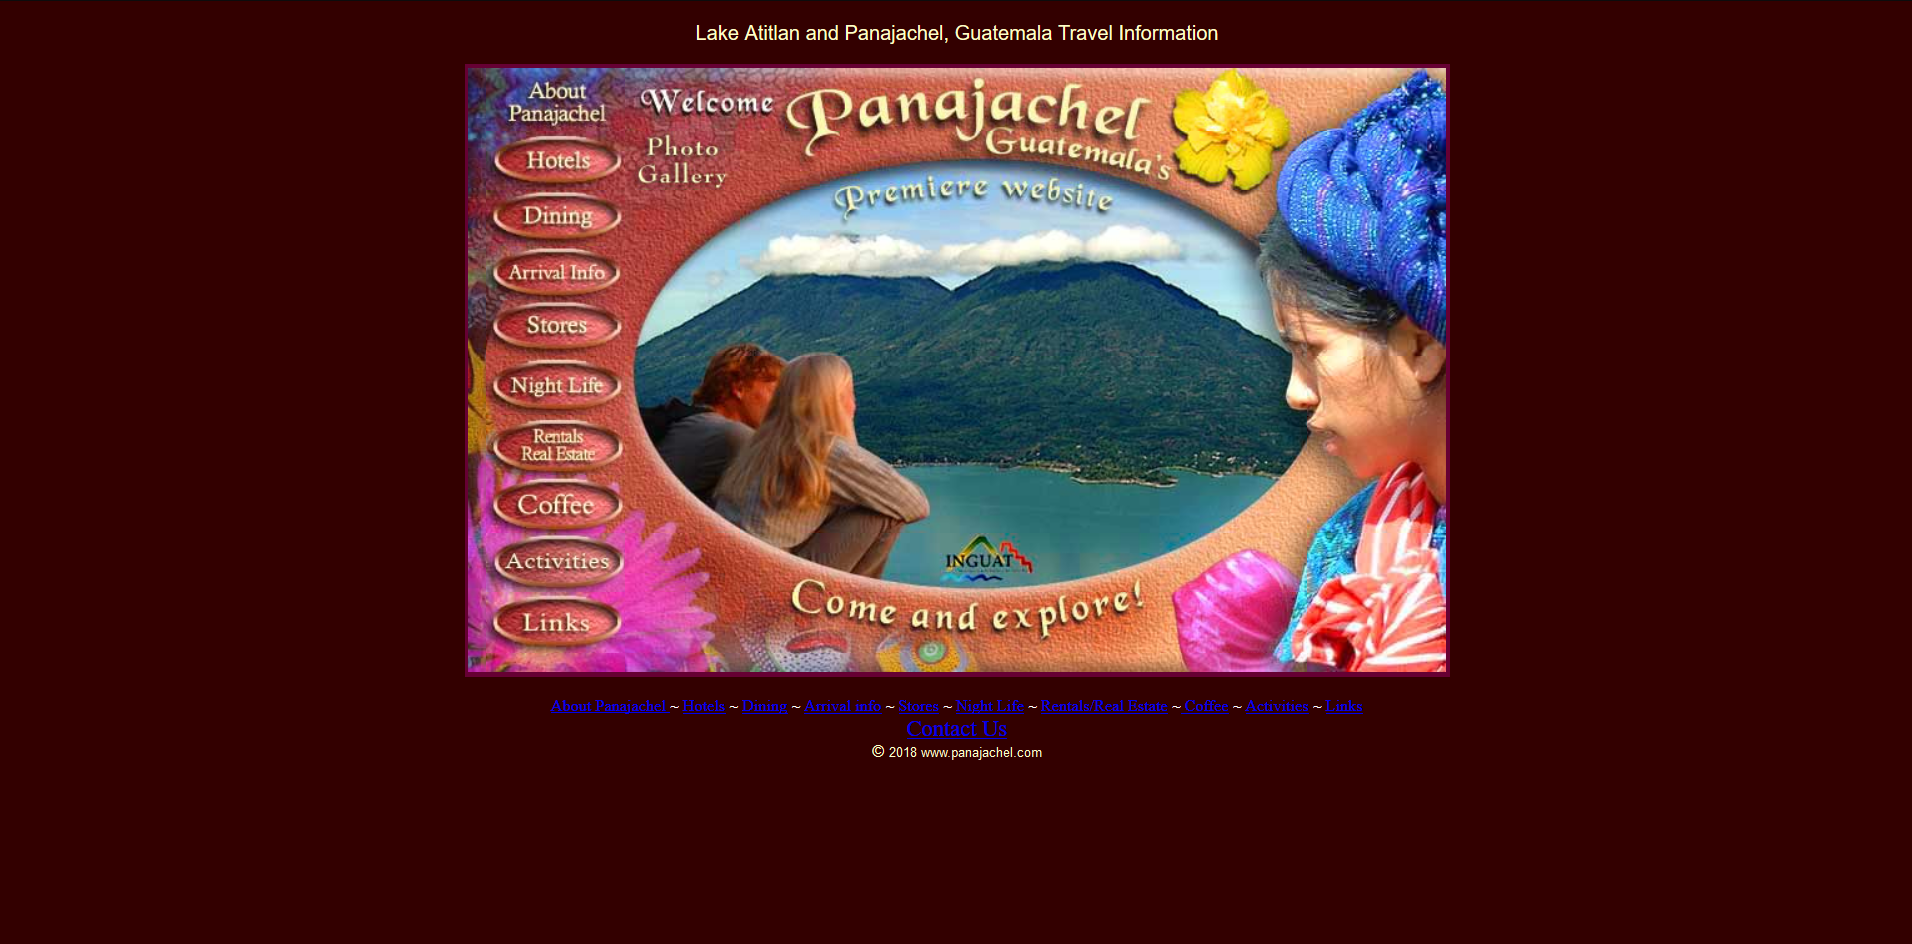 Lake Atitlan and Panajachel, Guatemala Travel Information
About
Panajachel
Welcome
Panajachel
Guatemala's
Photo
Gallery
Premiere website
Hotels
Dining
Arrival Info
Stores
Night Life
Rentals
Real Estate
Coffee
Activities
Links
INGUAT
Come and explore!
About Panajachel ~ Hotels ~ Dining ~ Arrival info ~ Stores ~ Night Life ~ Rentals/Real Estate ~ Coffee ~ Activities ~ Links
Contact Us
© 2018 www.panajachel.com